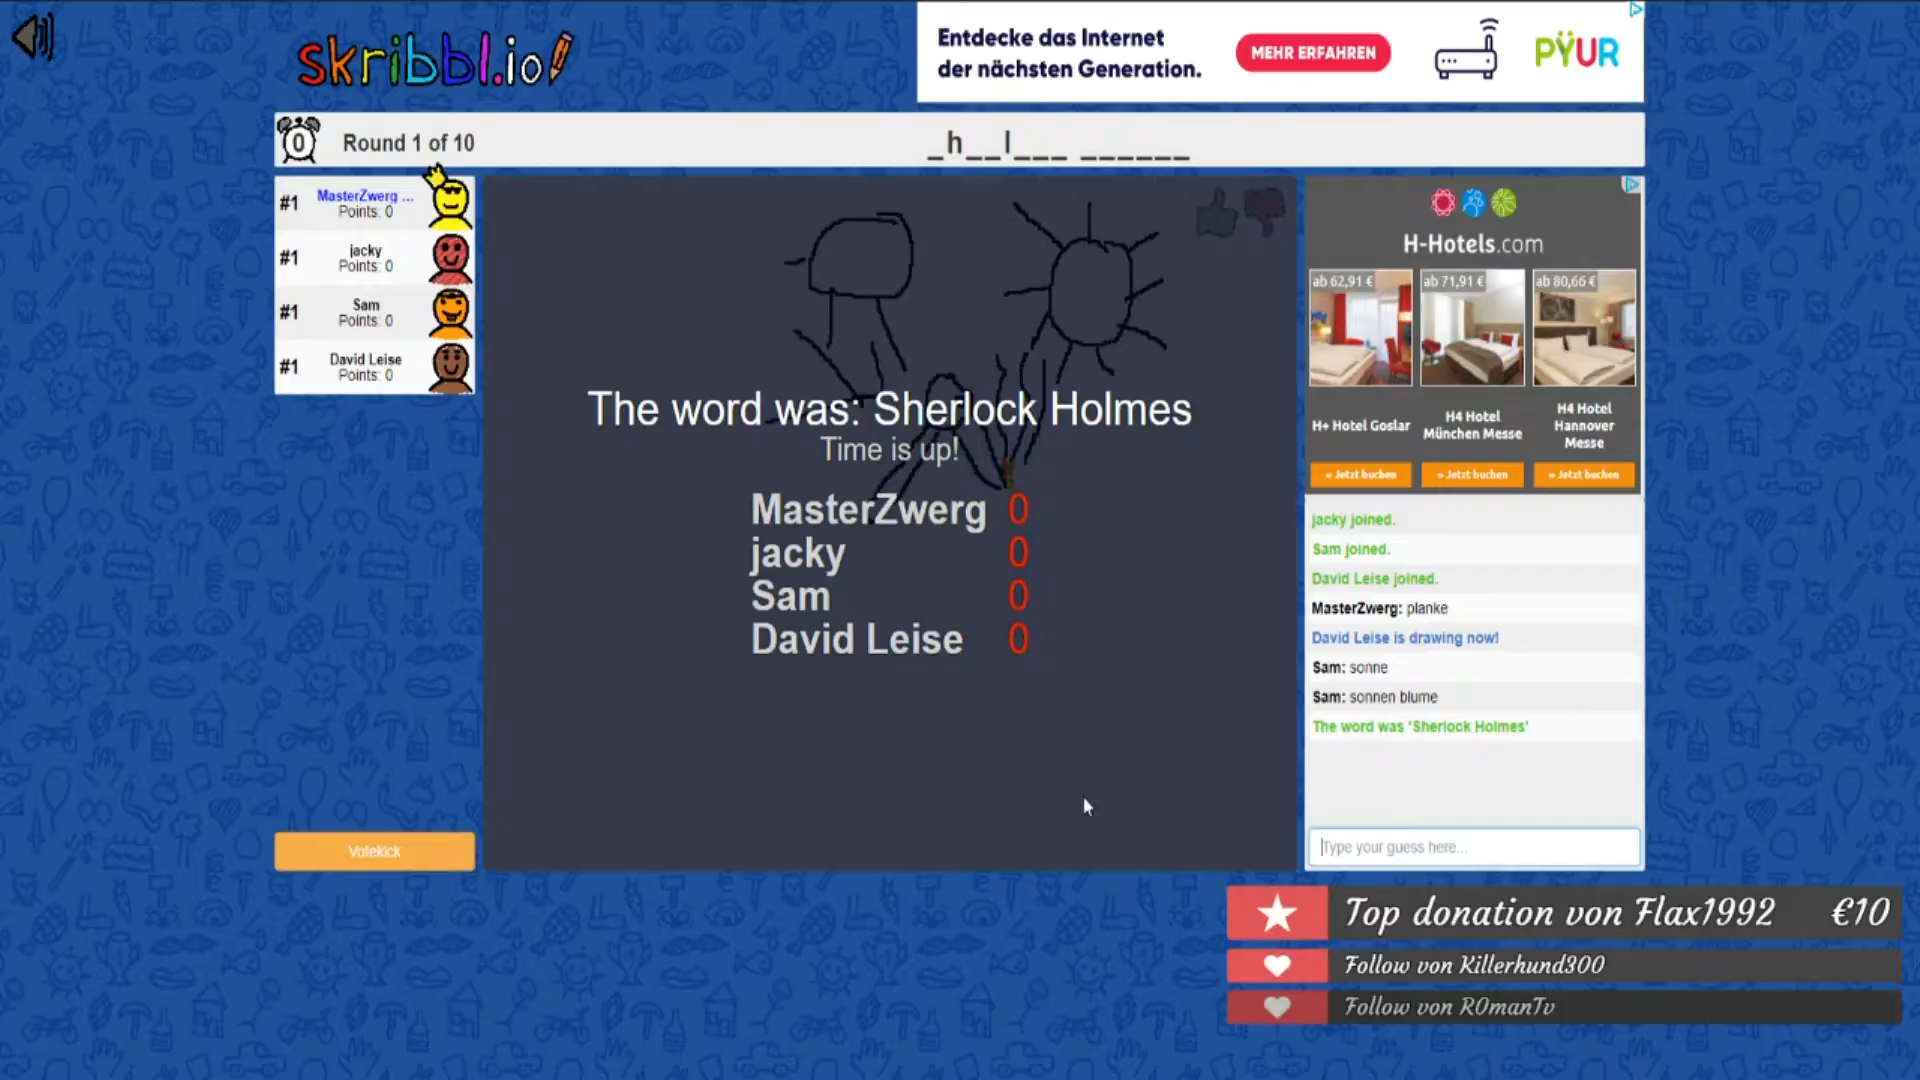 skribbl.io
Entdecke das Internet
der nächsten Generation.
MEHR ERFAHREN
PŸUR
0
Round 1 of 10
_h__l___ ______
#1
MasterZwerg ...
Points: 0
#1
jacky
Points: 0
#1
Sam
Points: 0
#1
David Leise
Points: 0
The word was: Sherlock Holmes
Time is up!
MasterZwerg 0
jacky 0
Sam 0
David Leise 0
Votekick
H-Hotels.com
ab 62,91 €
ab 71,91 €
ab 80,66 €
H+ Hotel Goslar
H4 Hotel
München Messe
H4 Hotel
Hannover
Messe
» Jetzt buchen
» Jetzt buchen
» Jetzt buchen
jacky joined.
Sam joined.
David Leise joined.
MasterZwerg: planke
David Leise is drawing now!
Sam: sonne
Sam: sonnen blume
The word was 'Sherlock Holmes'
Type your guess here...
Top donation von Flax1992 €10
Follow von Killerhund300
Follow von R0manTv